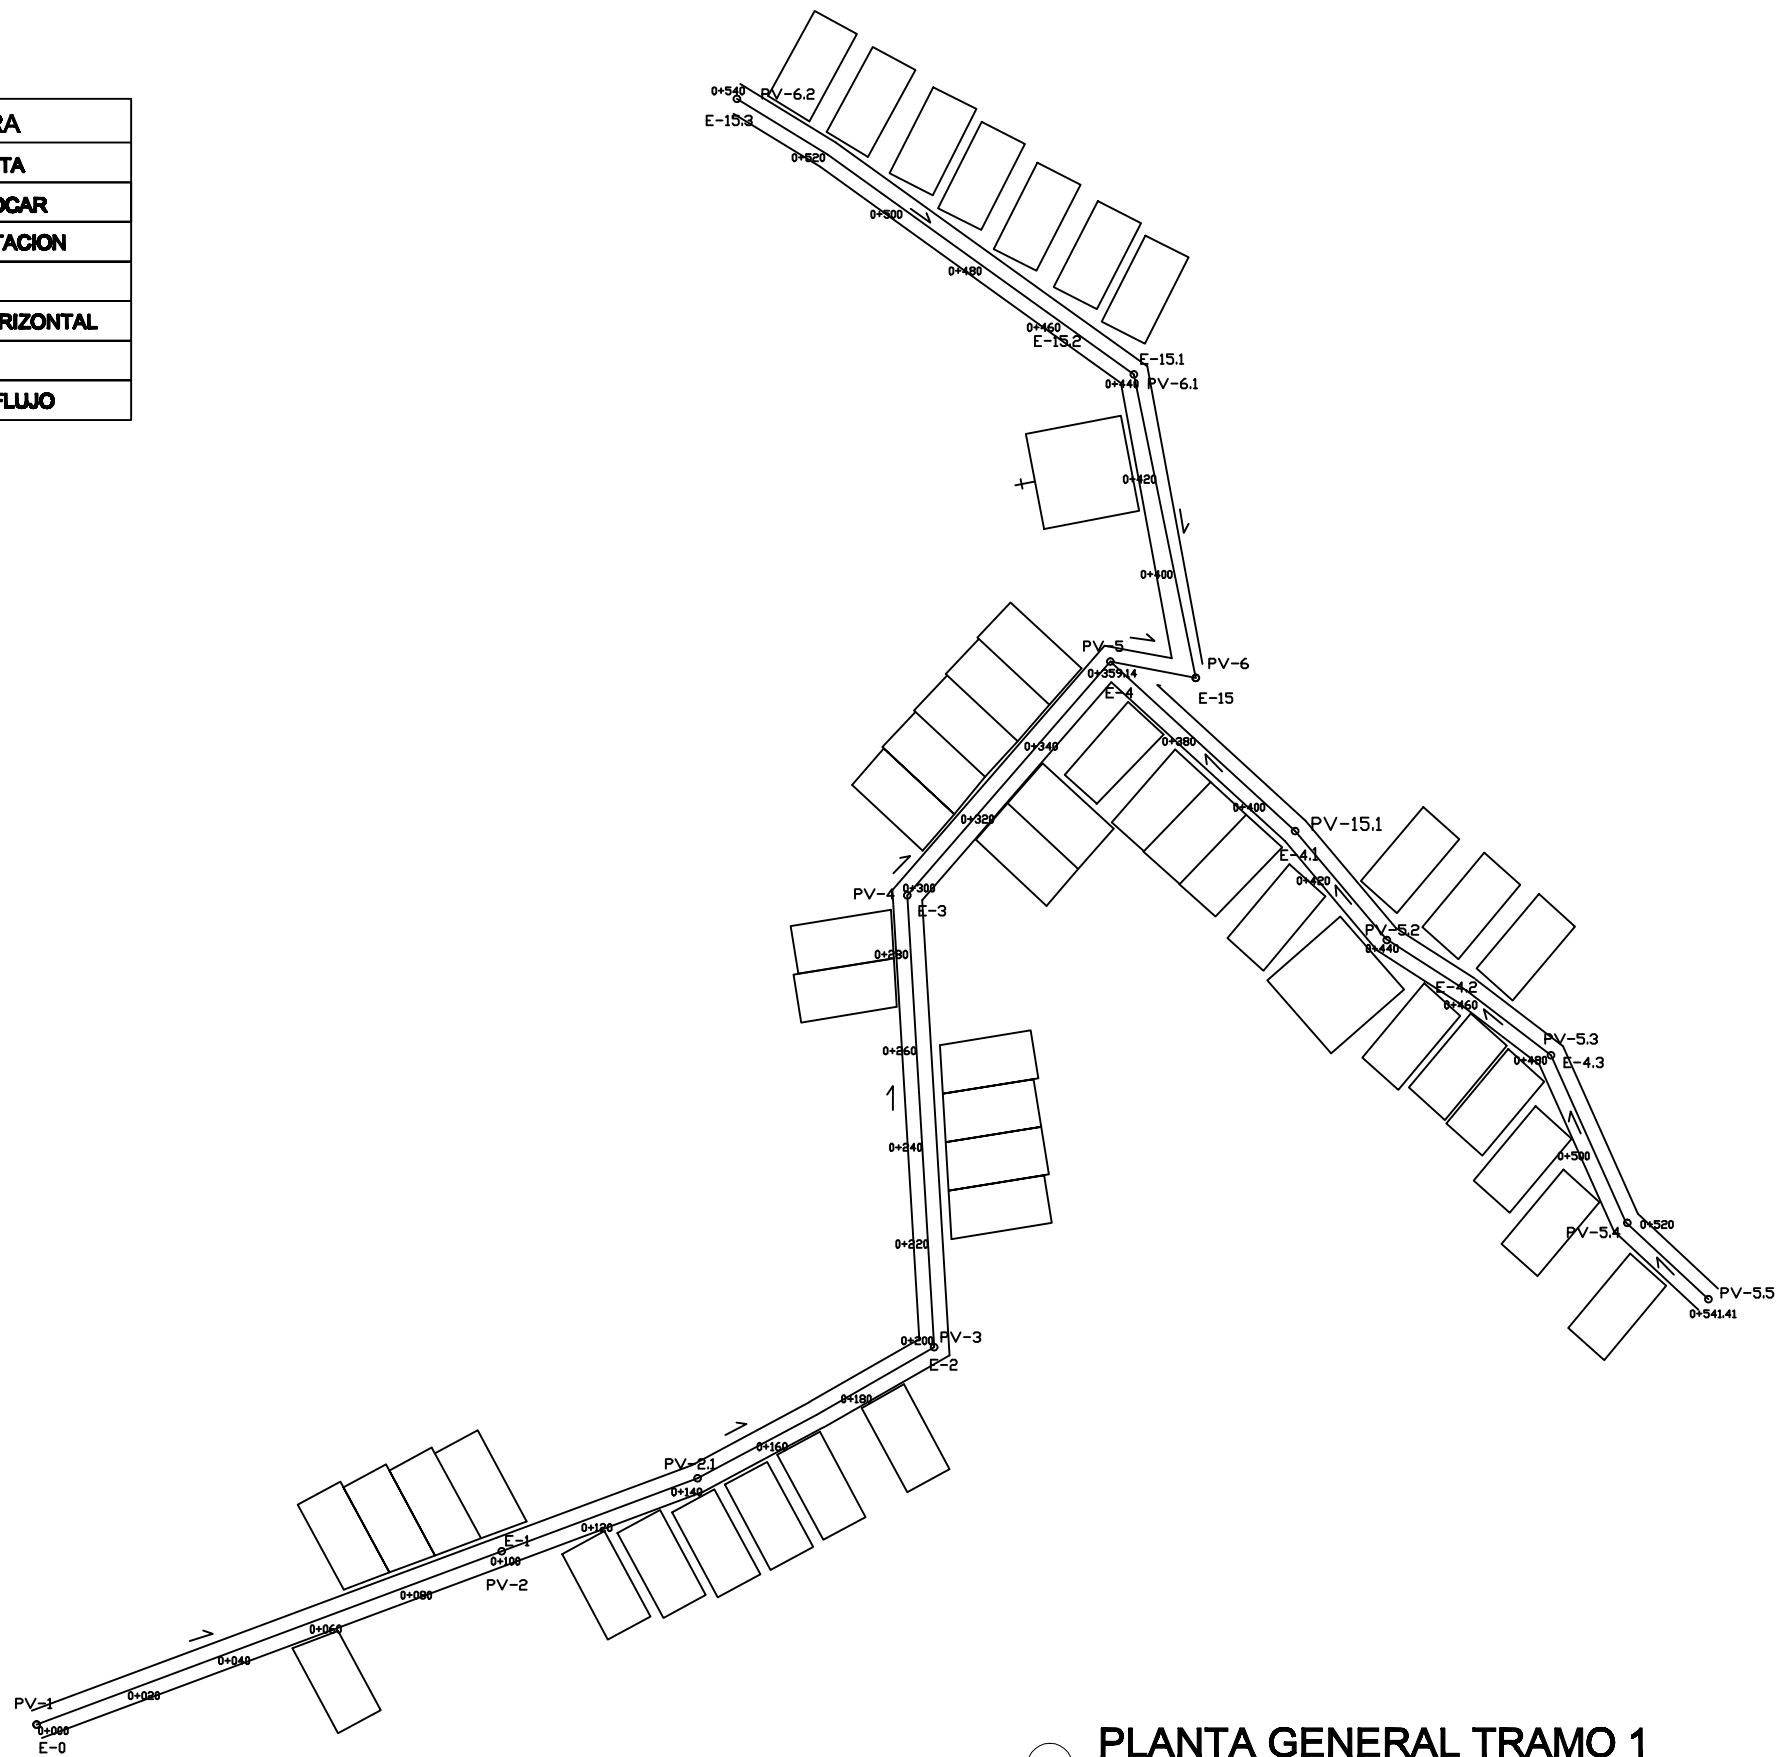 RA
TA
OCAR
TACION
RIZONTAL
FLUJO
0+540
PV-6.2
E-15.3
0+520
0+500
0+480
0+460
E-15.2
E-15.1
0+440
PV-6.1
0+420
0+400
PV-5
PV-6
0+359.14
E-4
E-15
0+340
0+380
0+320
0+400
PV-15.1
E-4.1
0+420
PV-4
0+300
E-3
PV-5.2
0+440
0+280
E-4.2
0+460
PV-5.3
0+480
E-4.3
0+260
0+240
0+500
0+220
PV-5.4
0+520
PV-5.5
0+541.41
0+200
PV-3
E-2
0+180
0+160
PV-2.1
0+140
0+120
E-1
0+100
PV-2
0+080
0+060
0+040
0+020
PV-1
0+000
E-0
PLANTA GENERAL TRAMO 1